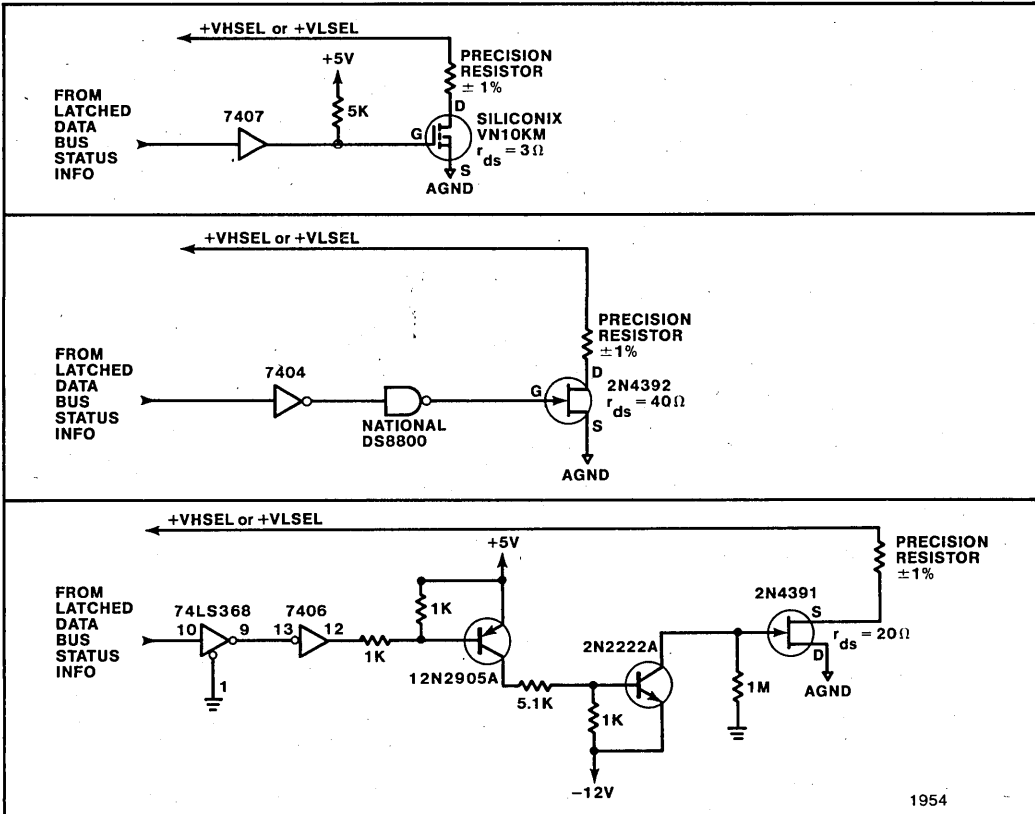 +VHSEL or +VLSEL
+5V
PRECISION
RESISTOR
± 1%
FROM
LATCHED
DATA
BUS
STATUS
INFO
7407
5K
D
G
SILICONIX
VN10KM
rds = 3Ω
S
AGND
+VHSEL or +VLSEL
PRECISION
RESISTOR
±1%
FROM
LATCHED
DATA
BUS
STATUS
INFO
7404
NATIONAL
DS8800
D
G
2N4392
rds = 40Ω
S
AGND
+VHSEL or +VLSEL
+5V
PRECISION
RESISTOR
±1%
FROM
LATCHED
DATA
BUS
STATUS
INFO
74LS368
10
9
1
7406
13
12
1K
1K
12N2905A
5.1K
1K
2N2222A
−12V
1M
2N4391
S
rds = 20Ω
D
AGND
1954